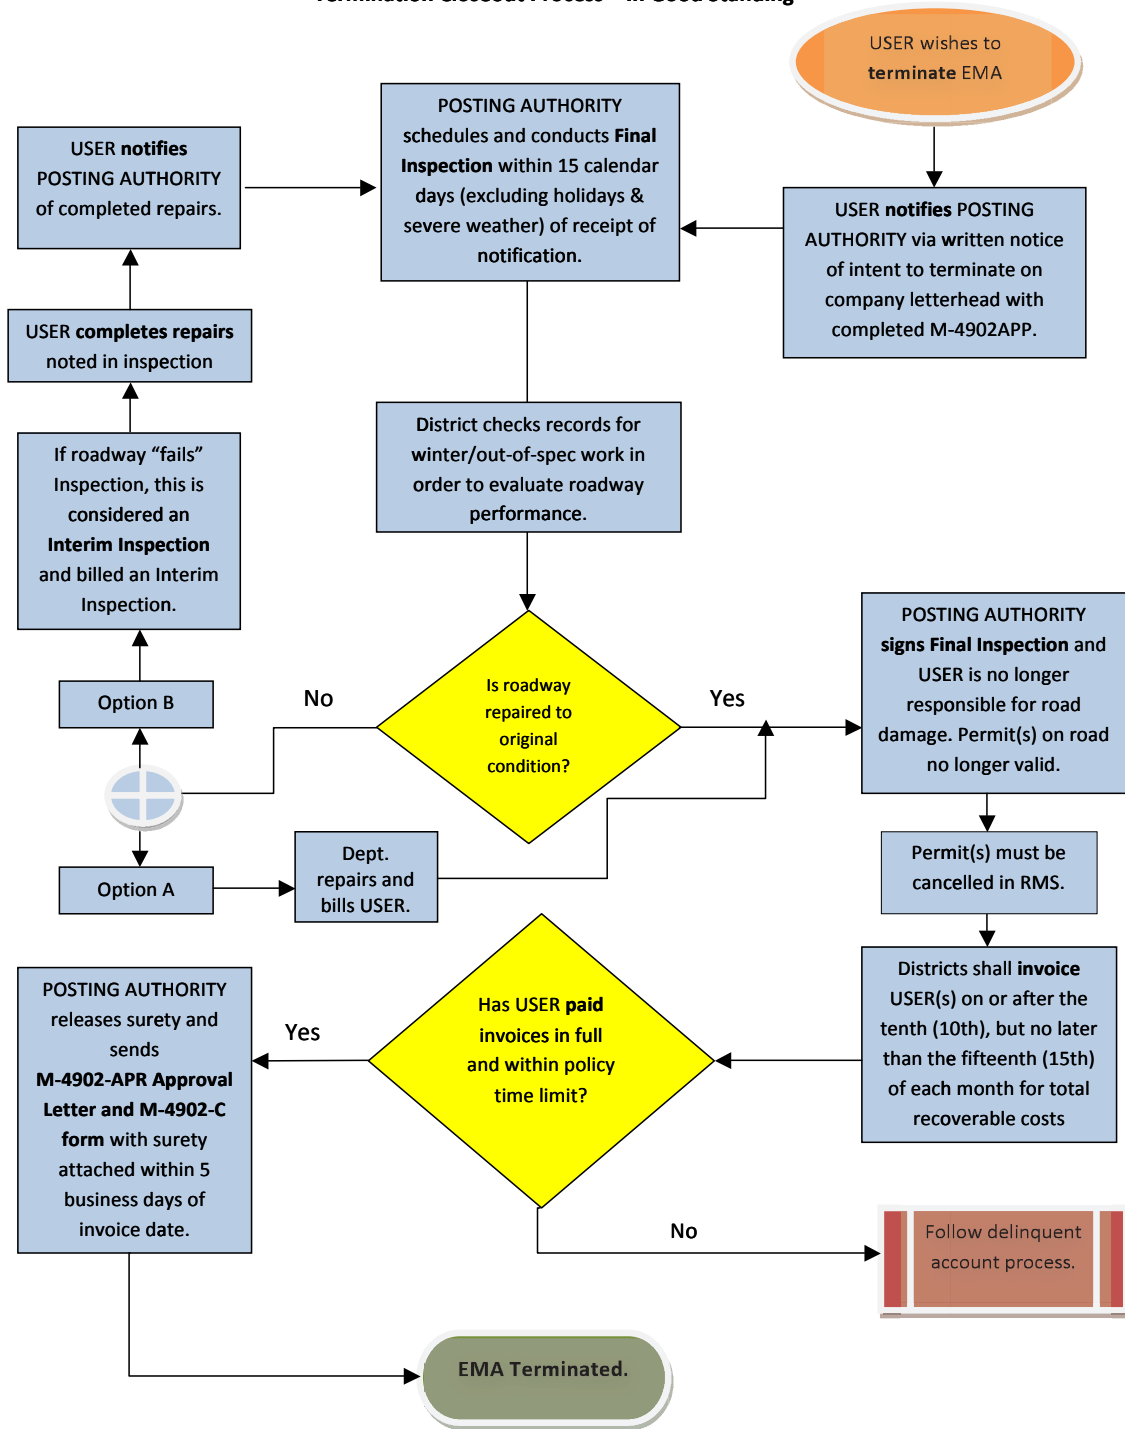 Termination Closeout Process – In Good Standing
USER wishes to
terminate EMA
POSTING AUTHORITY
schedules and conducts Final
Inspection within 15 calendar
days (excluding holidays &
severe weather) of receipt of
notification.
USER notifies
POSTING AUTHORITY
of completed repairs.
USER notifies POSTING
AUTHORITY via written notice
of intent to terminate on
company letterhead with
completed M-4902APP.
USER completes repairs
noted in inspection
District checks records for
winter/out-of-spec work in
order to evaluate roadway
performance.
If roadway “fails”
Inspection, this is
considered an
Interim Inspection
and billed an Interim
Inspection.
Option B
No
Is roadway
repaired to
original
condition?
Yes
POSTING AUTHORITY
signs Final Inspection and
USER is no longer
responsible for road
damage. Permit(s) on road
no longer valid.
Option A
Dept.
repairs and
bills USER.
Permit(s) must be
cancelled in RMS.
Districts shall invoice
USER(s) on or after the
tenth (10th), but no later
than the fifteenth (15th)
of each month for total
recoverable costs
Has USER paid
invoices in full
and within policy
time limit?
Yes
POSTING AUTHORITY
releases surety and
sends
M-4902-APR Approval
Letter and M-4902-C
form with surety
attached within 5
business days of
invoice date.
No
Follow delinquent
account process.
EMA Terminated.